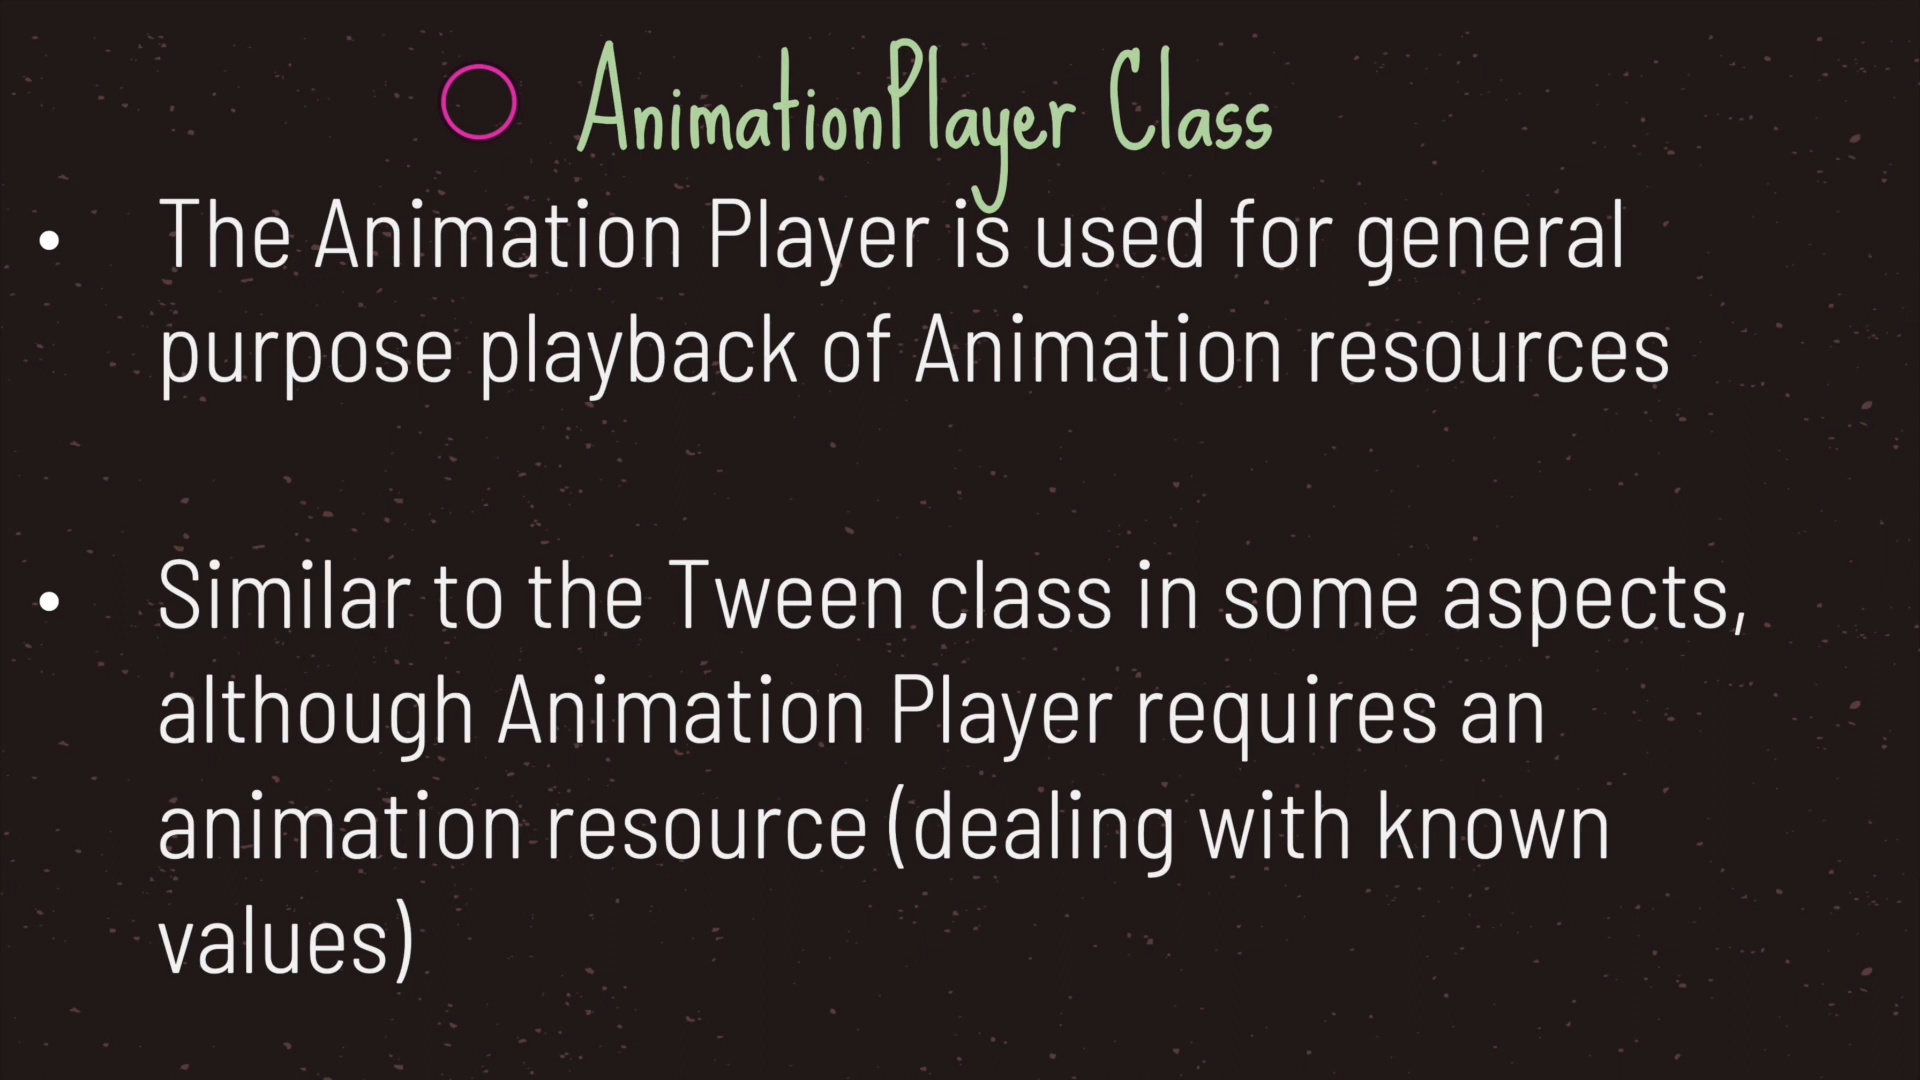 AnimationPlayer Class
• The Animation Player is used for general
purpose playback of Animation resources
• Similar to the Tween class in some aspects,
although Animation Player requires an
animation resource (dealing with known
values)